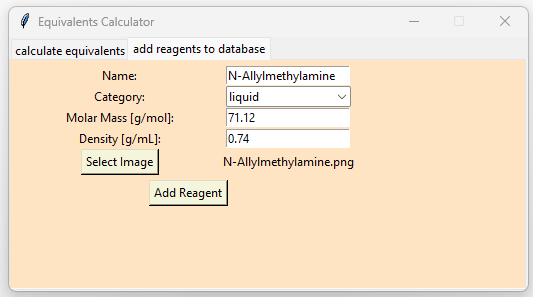 Equivalents Calculator
calculate equivalents add reagents to database
Name: N-Allylmethylamine
Category: liquid
Molar Mass [g/mol]: 71.12
Density [g/mL]: 0.74
Select Image N-Allylmethylamine.png
Add Reagent